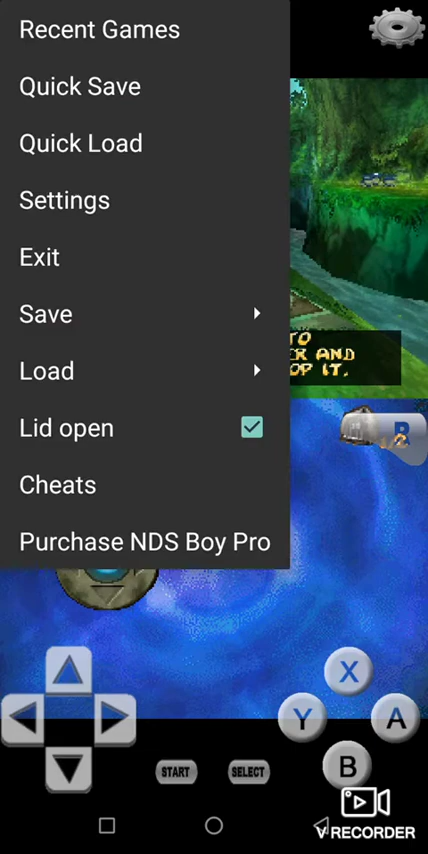 Recent Games
Quick Save
Quick Load
Settings
Exit
Save
Load
Lid open
Cheats
Purchase NDS Boy Pro
TO
ER AND
OP IT.
R
X
Y
A
B
START
SELECT
V RECORDER